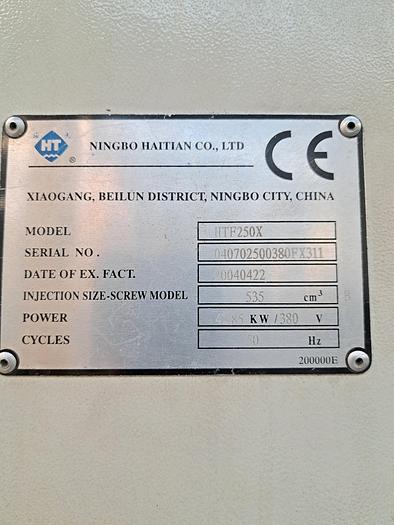 HT ® NINGBO HAITIAN CO., LTD CE
XIAOGANG, BEILUN DISTRICT, NINGBO CITY, CHINA
MODEL HTF250X
SERIAL NO. 040702500380FX311
DATE OF EX. FACT. 20040422
INJECTION SIZE-SCREW MODEL 535 cm³ B
POWER KW / 380 V
CYCLES Hz
200000E